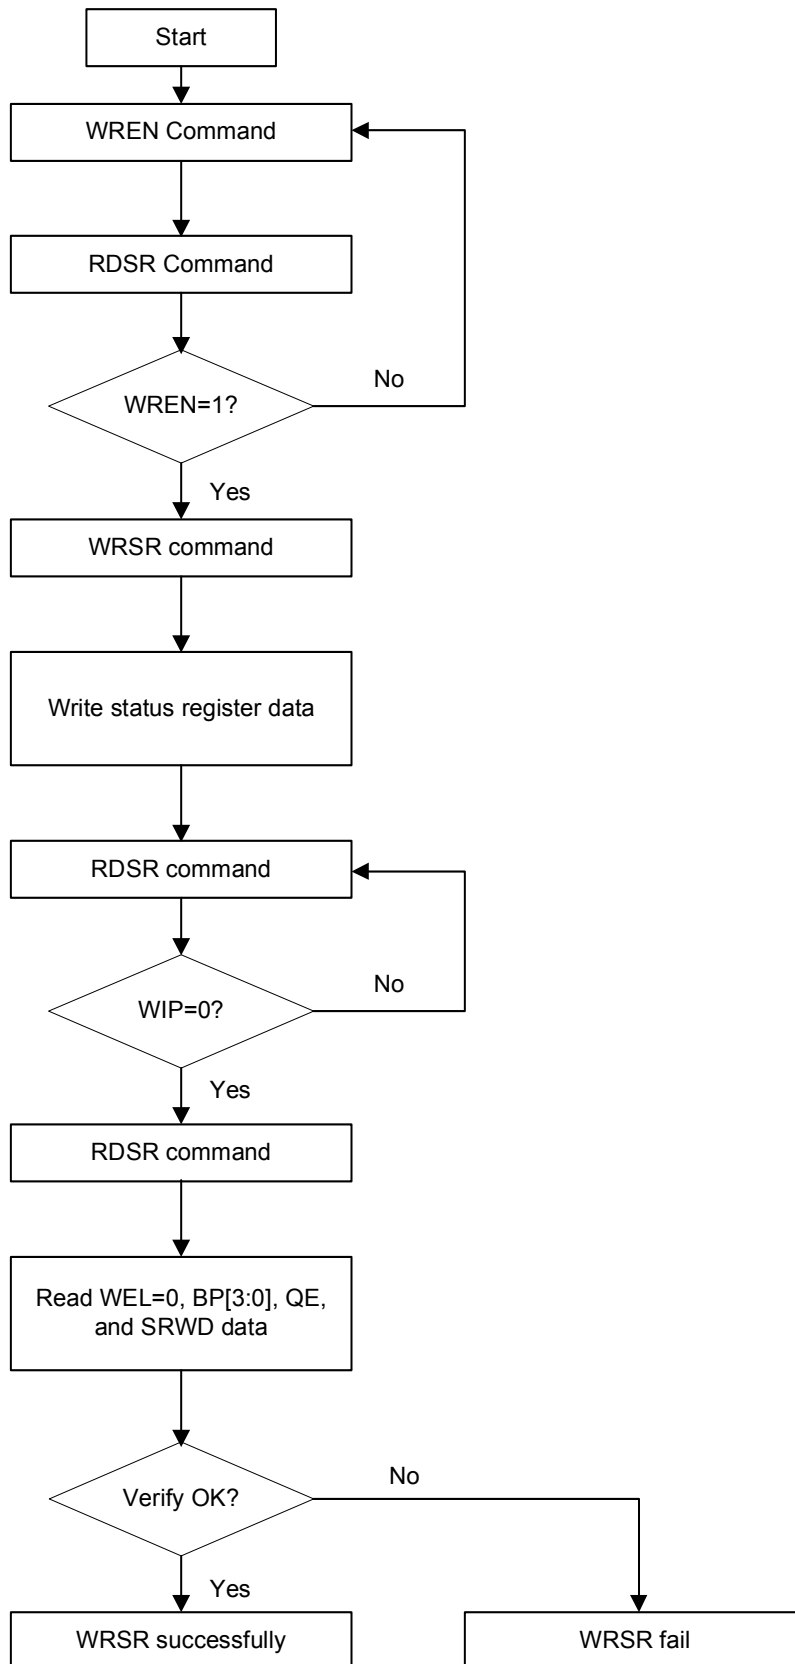 Start
WREN Command
RDSR Command
WREN=1?
No
Yes
WRSR command
Write status register data
RDSR command
WIP=0?
No
Yes
RDSR command
Read WEL=0, BP[3:0], QE,
and SRWD data
Verify OK?
No
Yes
WRSR successfully
WRSR fail